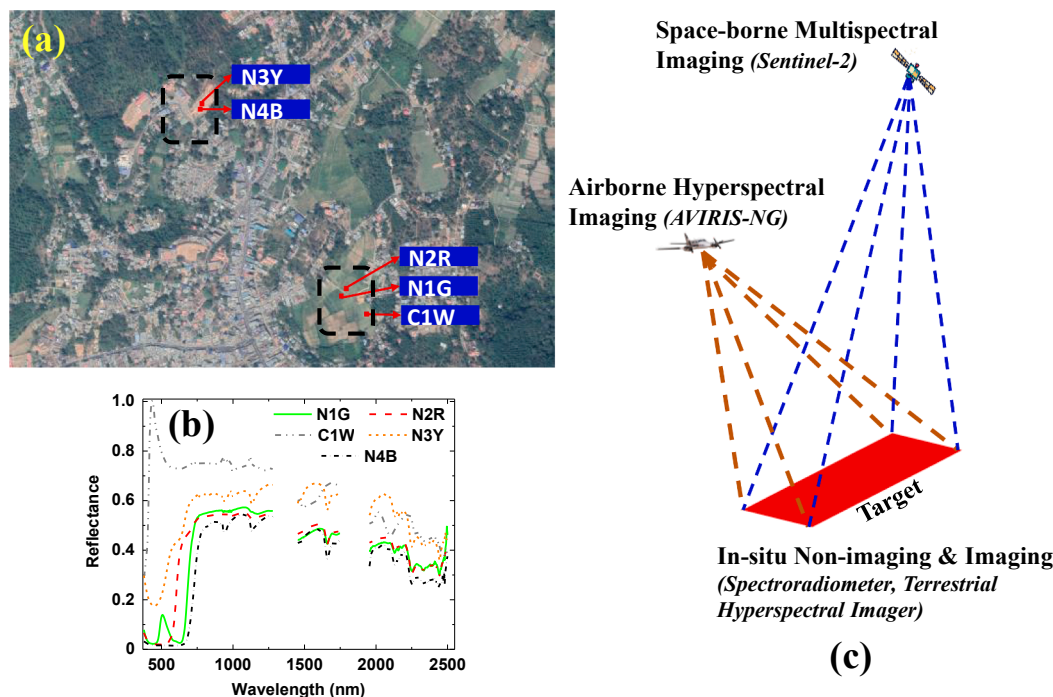 (a)
N3Y
N4B
N2R
N1G
C1W
(b)
N1G
N2R
C1W
N3Y
N4B
Reflectance
1.0
0.8
0.6
0.4
0.2
0
500
1000
1500
2000
2500
Wavelength (nm)
Space-borne Multispectral
Imaging (Sentinel-2)
Airborne Hyperspectral
Imaging (AVIRIS-NG)
Target
In-situ Non-imaging & Imaging
(Spectroradiometer, Terrestrial
Hyperspectral Imager)
(c)